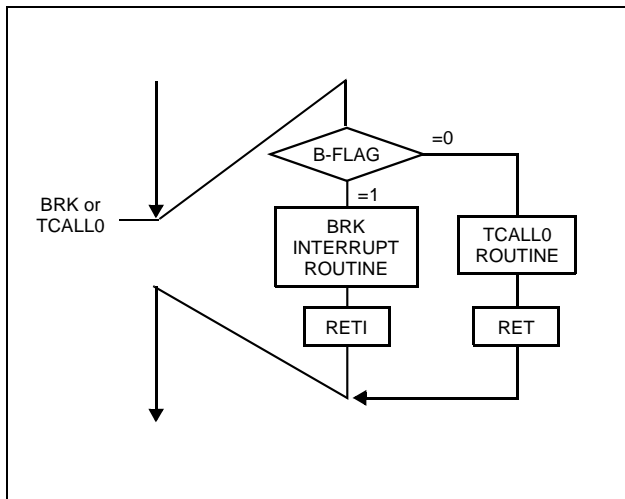 B-FLAG
=0
BRK or
TCALL0
=1
BRK
INTERRUPT
ROUTINE
TCALL0
ROUTINE
RETI
RET